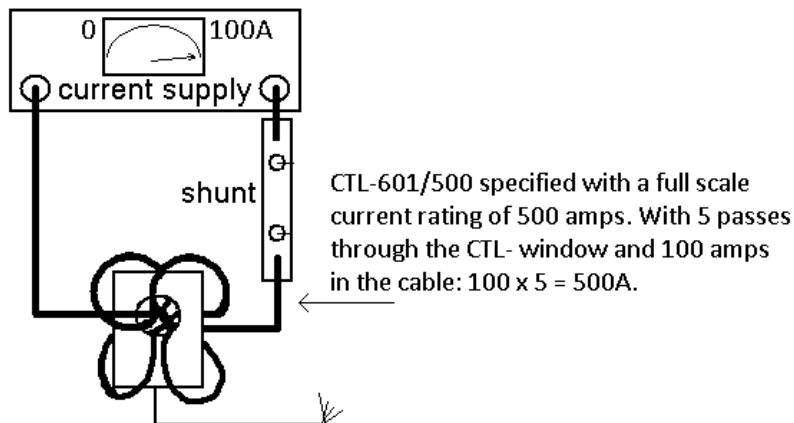 0 100A
current supply
shunt
CTL-601/500 specified with a full scale
current rating of 500 amps. With 5 passes
through the CTL- window and 100 amps
in the cable: 100 x 5 = 500A.